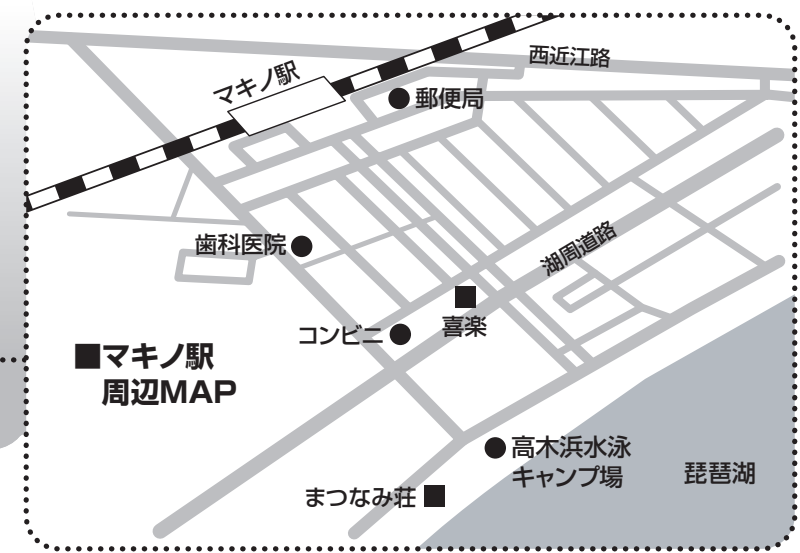 西近江路
マキノ駅
郵便局
歯科医院
湖周道路
喜楽
コンビニ
■マキノ駅
周辺MAP
高木浜水泳
キャンプ場
琵琶湖
まつなみ荘